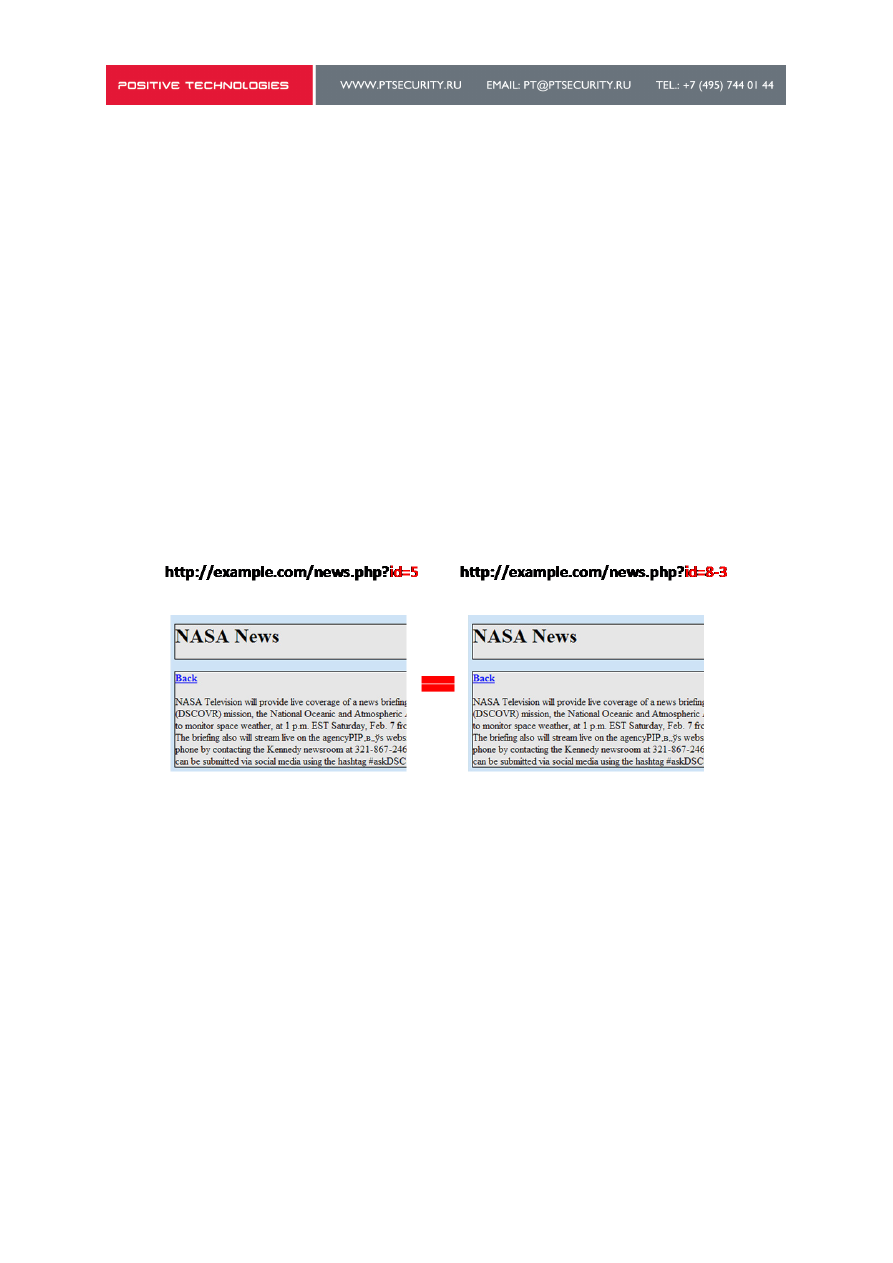 POSITIVE TECHNOLOGIES WWW.PTSECURITY.RU EMAIL: PT@PTSECURITY.RU TEL.: +7 (495) 744 01 44
http://example.com/news.php?id=5 http://example.com/news.php?id=8-3
NASA News
Back
NASA Television will provide live coverage of a news briefing
(DSCOVR) mission, the National Oceanic and Atmospheric
to monitor space weather, at 1 p.m. EST Saturday, Feb. 7 fro
The briefing also will stream live on the agencyPIP,в„ўs webs
phone by contacting the Kennedy newsroom at 321-867-246
can be submitted via social media using the hashtag #askDSC
NASA News
Back
NASA Television will provide live coverage of a news briefing
(DSCOVR) mission, the National Oceanic and Atmospheric
to monitor space weather, at 1 p.m. EST Saturday, Feb. 7 fro
The briefing also will stream live on the agencyPIP,в„ўs webs
phone by contacting the Kennedy newsroom at 321-867-246
can be submitted via social media using the hashtag #askDSC